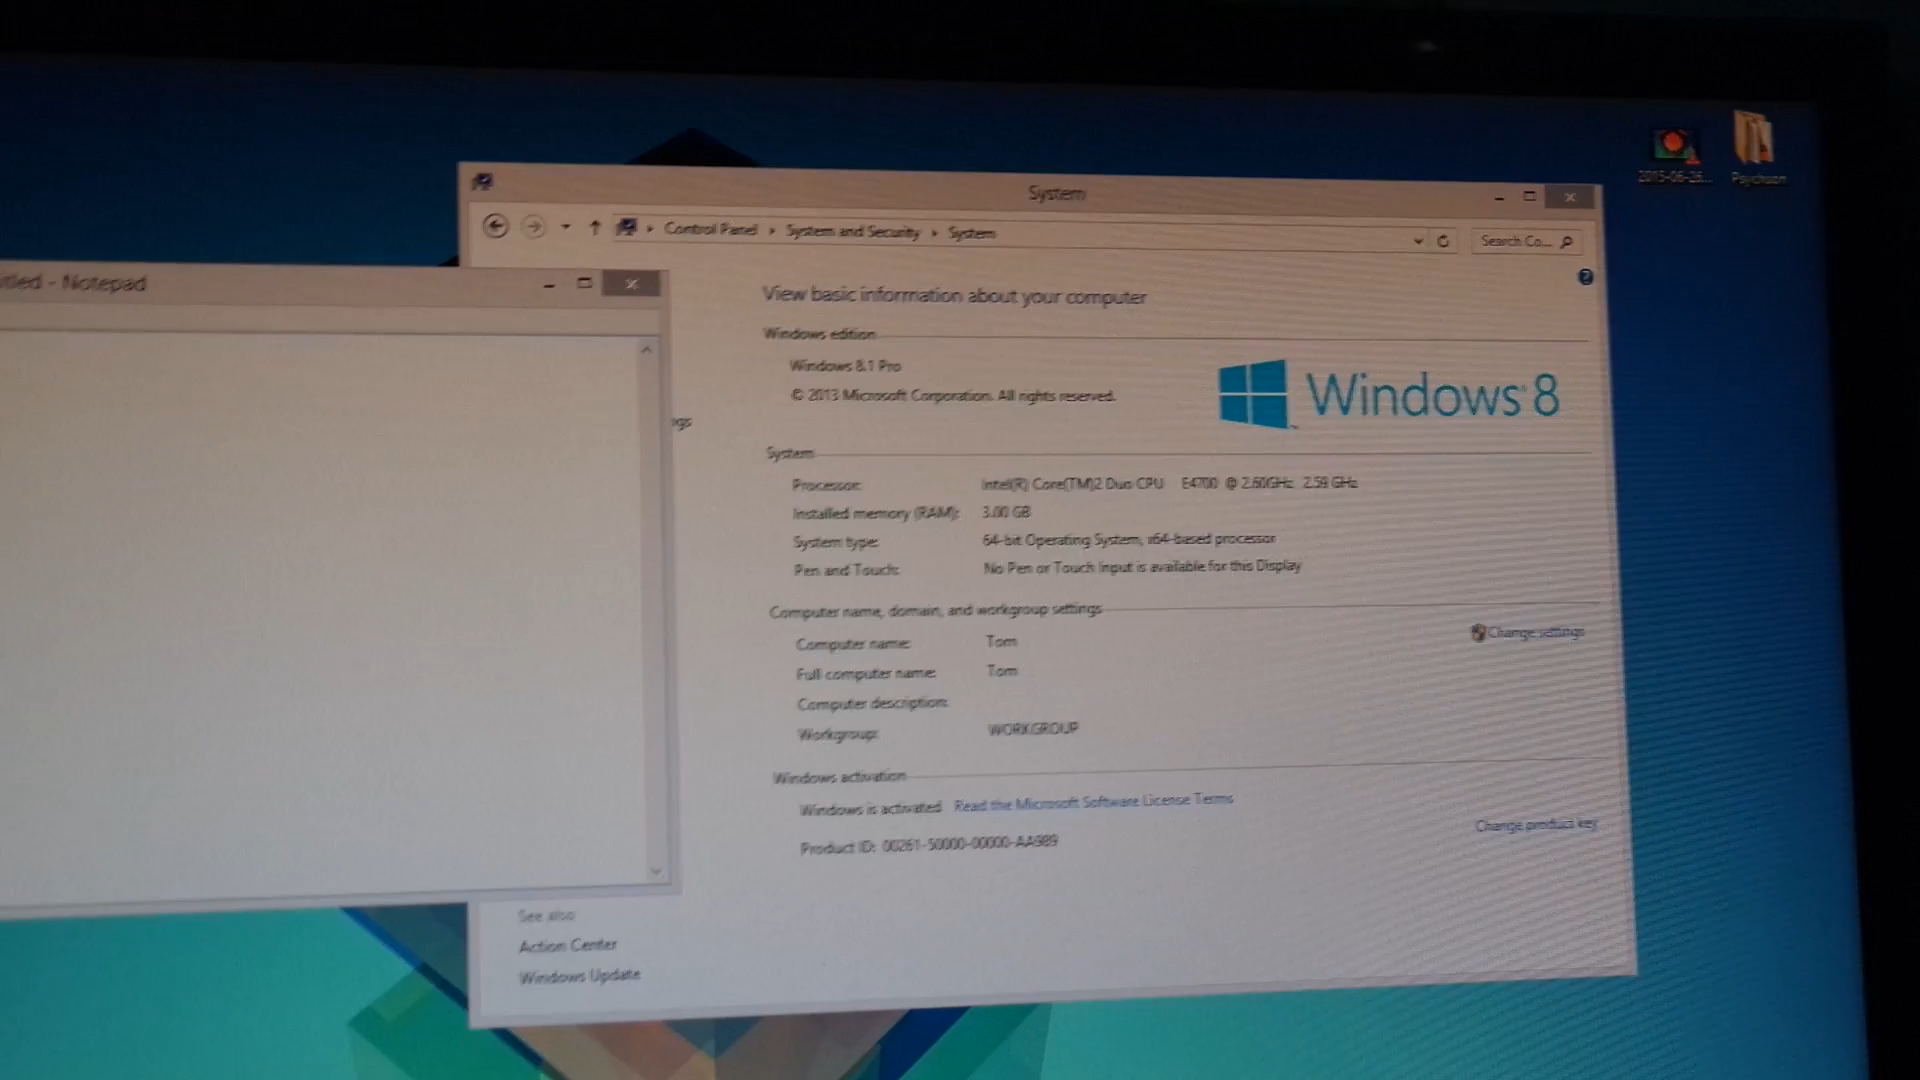 System
Control Panel System and Security System
Search Co...
itled - Notepad
View basic information about your computer
Windows edition
Windows 8.1 Pro
© 2013 Microsoft Corporation. All rights reserved.
Windows 8
ngs
System
Processor: Intel(R) Core(TM)2 Duo CPU E4700 @ 2.60GHz 2.59 GHz
Installed memory (RAM): 3.00 GB
System type: 64-bit Operating System, x64-based processor
Pen and Touch: No Pen or Touch Input is available for this Display
Computer name, domain, and workgroup settings
Computer name: Tom
Change settings
Full computer name: Tom
Computer description:
Workgroup: WORKGROUP
Windows activation
Windows is activated Read the Microsoft Software License Terms
Product ID: 00261-50000-00000-AA989
Change product key
See also
Action Center
Windows Update
2015-06-26...